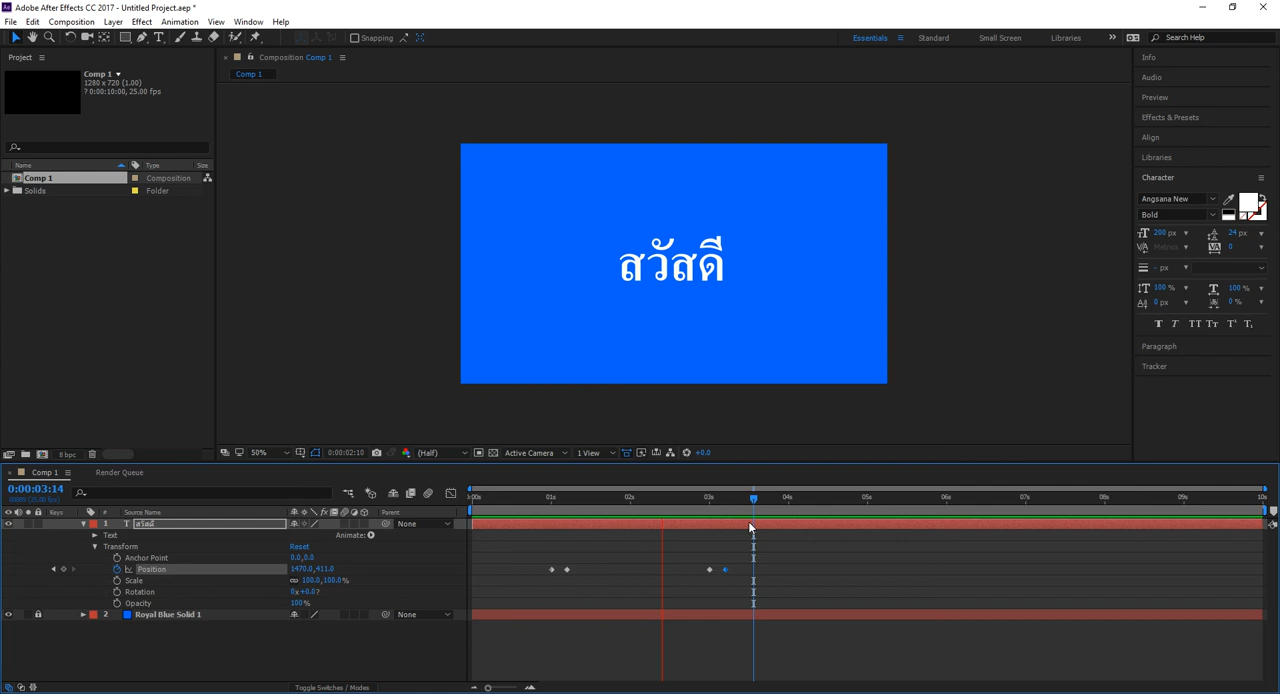 Adobe After Effects CC 2017 - Untitled Project.aep *
File Edit Composition Layer Effect Animation View Window Help
Snapping Essentials Standard Small Screen Libraries Search Help
Project
Composition Comp 1
Info
Comp 1
Comp 1
1280 x 720 (1.00)
? 0:00:10:00, 25.00 fps
Audio
Preview
Effects & Presets
Align
Libraries
Name Type Size
Comp 1 Composition
Solids Folder
Character
Angsana New
Bold
200 px 24 px
Metrics 0
- px
100 % 100 %
0 px 0 %
Paragraph
Tracker
สวัสดี
8 bpc
50% 0:00:02:10 (Half) Active Camera 1 View +0.0
Comp 1 Render Queue
0:00:03:14
Keys # Source Name Parent
01s 02s 03s 04s 05s 06s 07s 08s 09s 10s
1 T สวัสดี None
Text Animate:
Transform Reset
Anchor Point 0.0,0.0
Position 1470.0,411.0
Scale 100.0,100.0%
Rotation 0x+0.0?
Opacity 100%
2 Royal Blue Solid 1 None
Toggle Switches / Modes